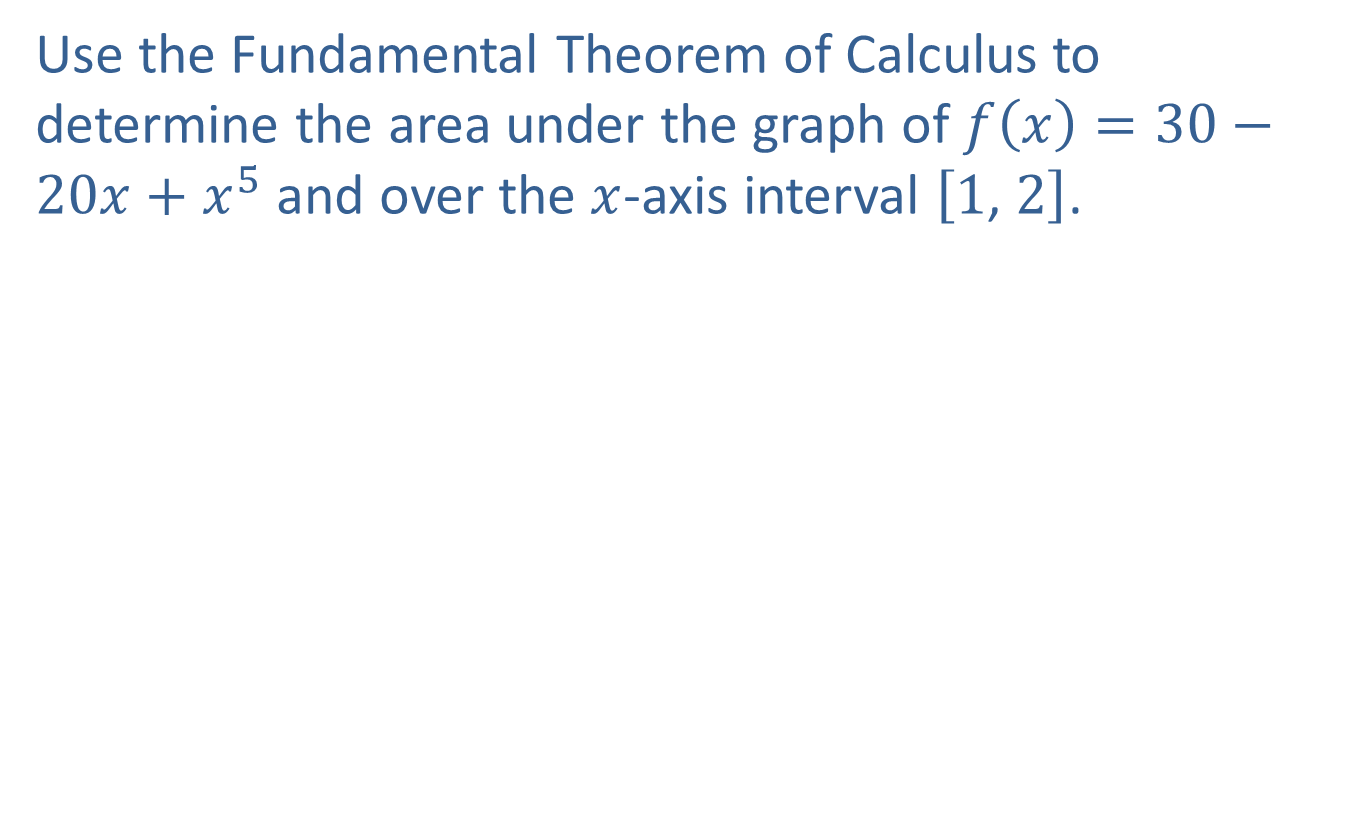 Use the Fundamental Theorem of Calculus to
determine the area under the graph of f(x) = 30 −
20x + x⁵ and over the x-axis interval [1, 2].